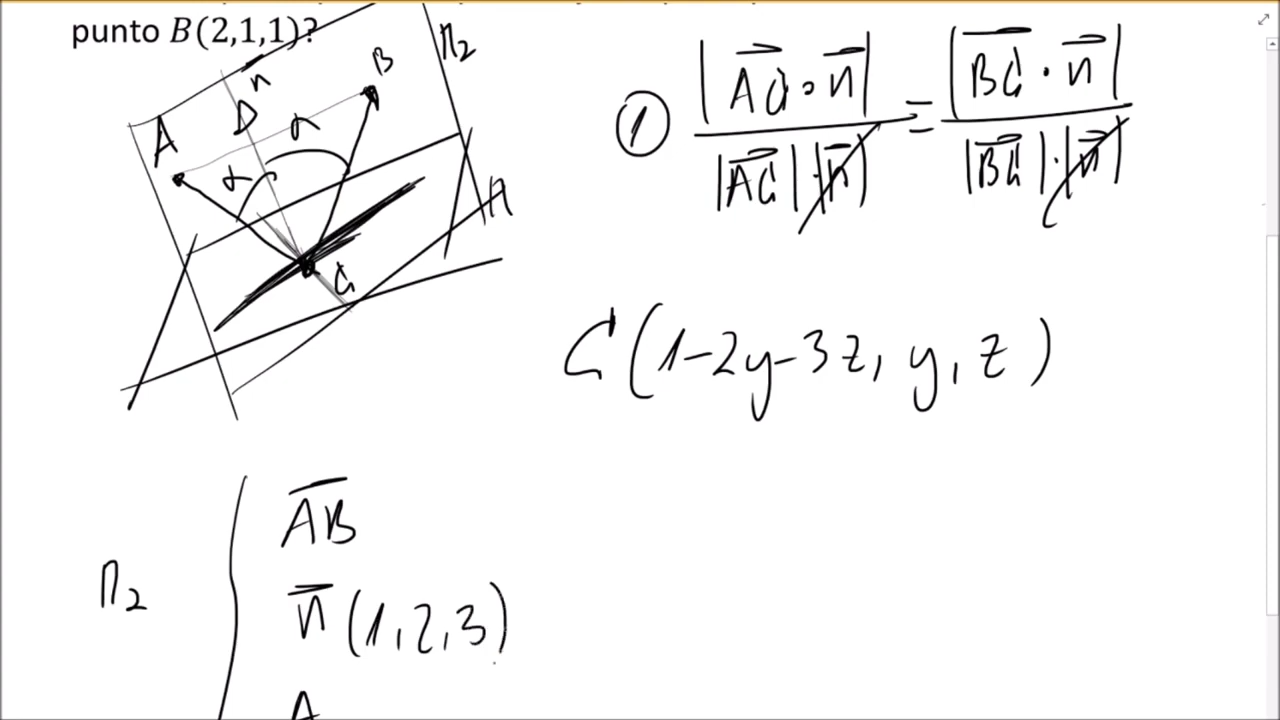 punto B(2,1,1)?
n⃗
D
B
Π₂
A
α
α
Π
C
① |AC⃗ · n⃗| / |AC⃗| · |n⃗| = |BC⃗ · n⃗| / |BC⃗| · |n⃗|
C(1-2y-3z, y, z)
AB⃗
Π₂
n⃗ (1,2,3)
A